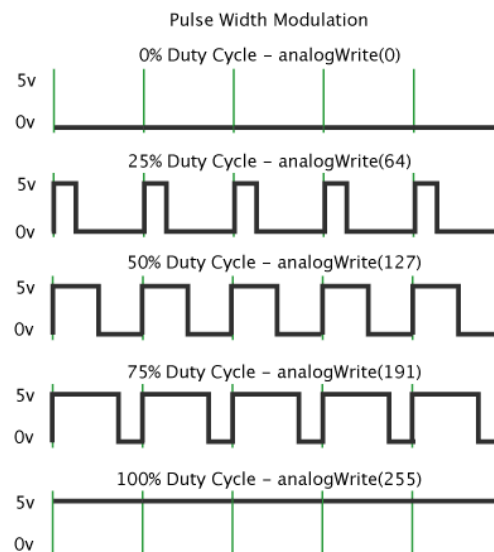 Pulse Width Modulation
0% Duty Cycle – analogWrite(0)
5v
0v
25% Duty Cycle – analogWrite(64)
5v
0v
50% Duty Cycle – analogWrite(127)
5v
0v
75% Duty Cycle – analogWrite(191)
5v
0v
100% Duty Cycle – analogWrite(255)
5v
0v